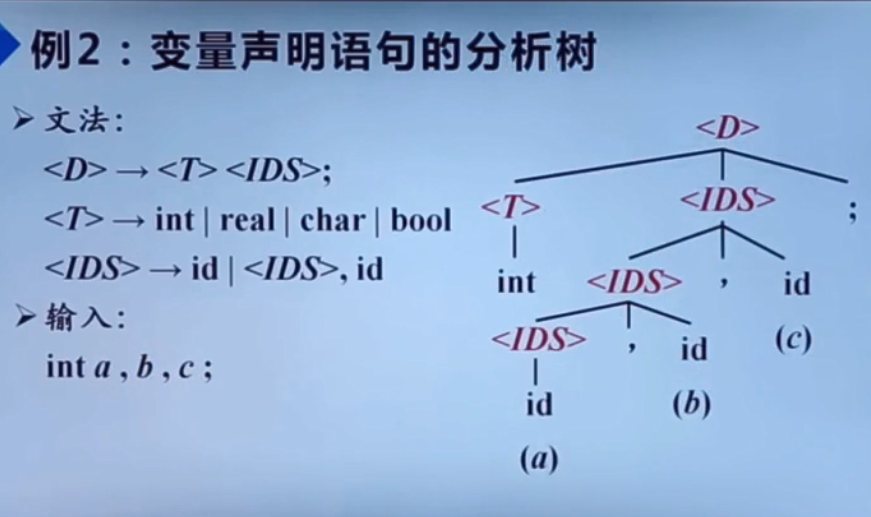 例2：变量声明语句的分析树
➢ 文法：
<D> → <T> <IDS>;
<T> → int | real | char | bool
<IDS> → id | <IDS>, id
➢ 输入：
int a , b , c ;
<D>
<T> <IDS> ;
int <IDS> , id
(c)
<IDS> , id
(b)
id
(a)